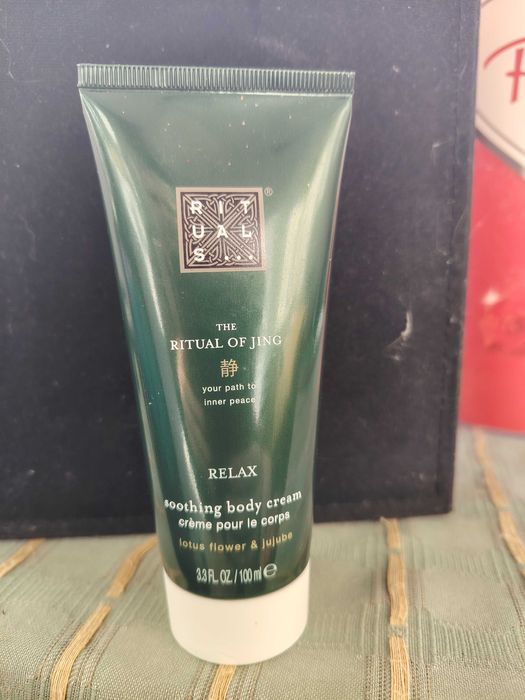 RIT
UAL
S...
®
THE
RITUAL OF JING
静
your path to
inner peace
RELAX
soothing body cream
crème pour le corps
lotus flower & jujube
3.3 FL. OZ. / 100 ml ℮